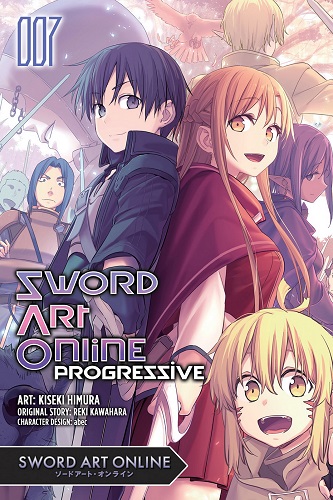 007
SWORD
ART
ONLINE
PROGRESSIVE
ART: KISEKI HIMURA
ORIGINAL STORY: REKI KAWAHARA
CHARACTER DESIGN: abec
SWORD ART ONLINE
ソードアート・オンライン